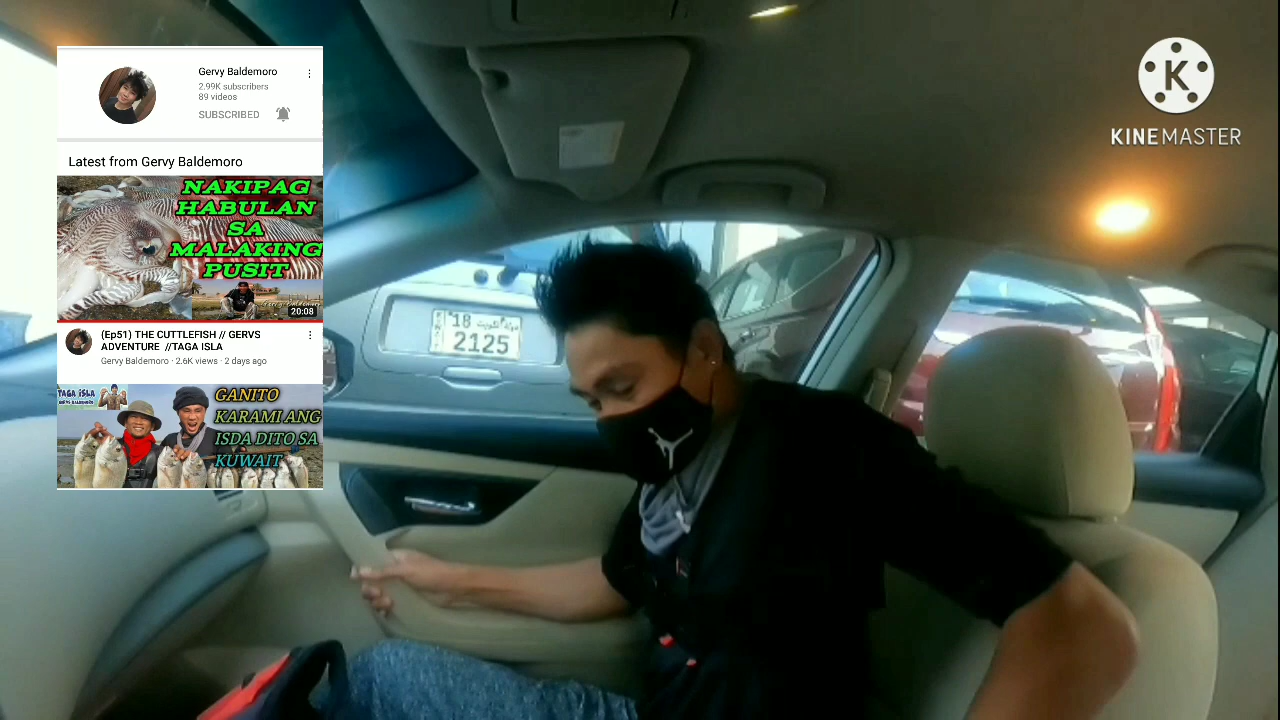 Gervy Baldemoro
2.99K subscribers
89 videos
SUBSCRIBED
Latest from Gervy Baldemoro
NAKIPAG
HABULAN
SA
MALAKING
PUSIT
20:08
(Ep51) THE CUTTLEFISH // GERVS
ADVENTURE //TAGA ISLA
Gervy Baldemoro · 2.6K views · 2 days ago
TAGA ISLA
GANITO
KARAMI ANG
ISDA DITO SA
KUWAIT
K
KINEMASTER
18
2125